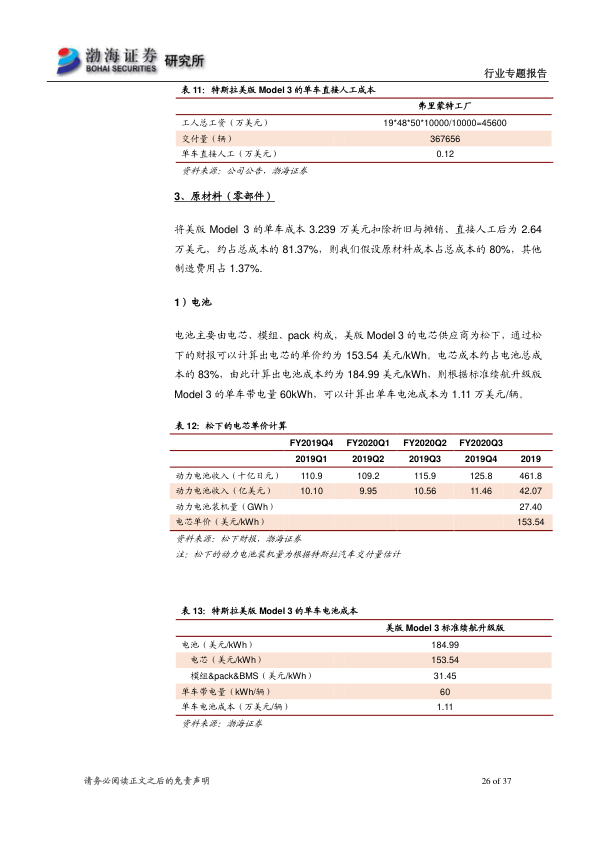 渤海证券 研究所
BOHAI SECURITIES
行业专题报告
表 11：特斯拉美版 Model 3 的单车直接人工成本
弗里蒙特工厂
工人总工资（万美元） 19*48*50*10000/10000=45600
交付量（辆） 367656
单车直接人工（万美元） 0.12
资料来源：公司公告，渤海证券
3、原材料（零部件）
将美版 Model 3 的单车成本 3.239 万美元扣除折旧与摊销、直接人工后为 2.64
万美元，约占总成本的 81.37%，则我们假设原材料成本占总成本的 80%，其他
制造费用占 1.37%.
1）电池
电池主要由电芯、模组、pack 构成，美版 Model 3 的电芯供应商为松下，通过松
下的财报可以计算出电芯的单价约为 153.54 美元/kWh。电芯成本约占电池总成
本的 83%，由此计算出电池成本约为 184.99 美元/kWh，则根据标准续航升级版
Model 3 的单车带电量 60kWh，可以计算出单车电池成本为 1.11 万美元/辆。
表 12：松下的电芯单价计算
FY2019Q4 FY2020Q1 FY2020Q2 FY2020Q3
2019Q1 2019Q2 2019Q3 2019Q4 2019
动力电池收入（十亿日元） 110.9 109.2 115.9 125.8 461.8
动力电池收入（亿美元） 10.10 9.95 10.56 11.46 42.07
动力电池装机量（GWh） 27.40
电芯单价（美元/kWh） 153.54
资料来源：松下财报，渤海证券
注：松下的动力电池装机量为根据特斯拉汽车交付量估计
表 13：特斯拉美版 Model 3 的单车电池成本
美版 Model 3 标准续航升级版
电池（美元/kWh） 184.99
电芯（美元/kWh） 153.54
模组&pack&BMS（美元/kWh） 31.45
单车带电量（kWh/辆） 60
单车电池成本（万美元/辆） 1.11
资料来源：渤海证券
请务必阅读正文之后的免责声明 26 of 37